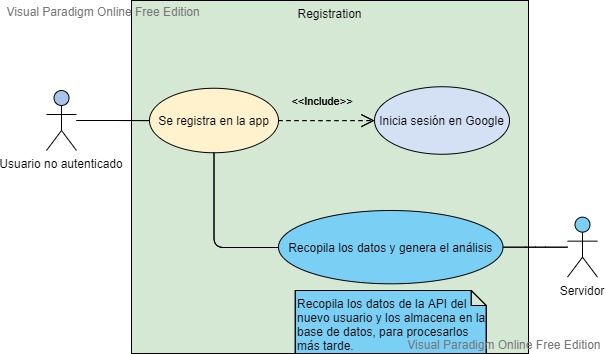 Visual Paradigm Online Free Edition
Registration
<<Include>>
Se registra en la app
Inicia sesión en Google
Usuario no autenticado
Recopila los datos y genera el análisis
Servidor
Recopila los datos de la API del
nuevo usuario y los almacena en la
base de datos, para procesarlos
más tarde.
Visual Paradigm Online Free Edition